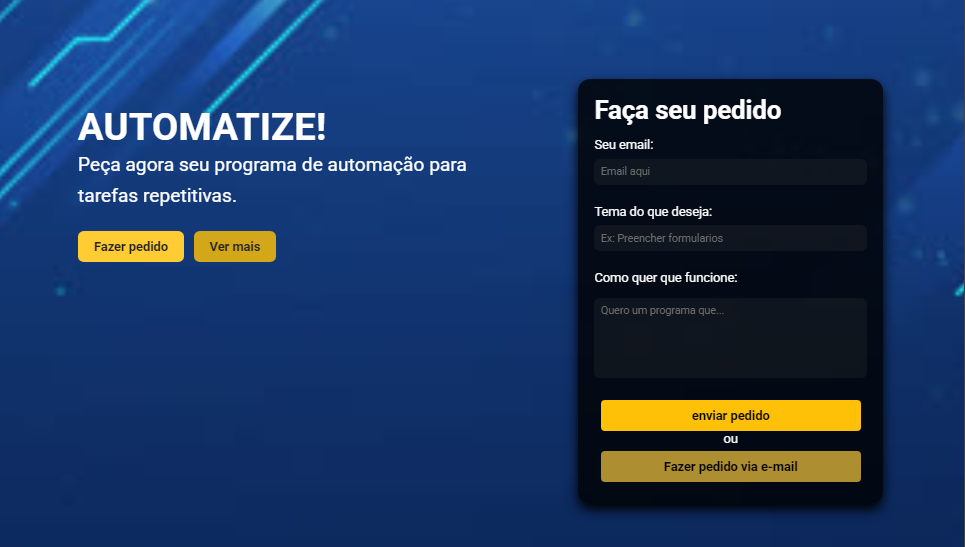 AUTOMATIZE!
Peça agora seu programa de automação para
tarefas repetitivas.
Fazer pedido
Ver mais
Faça seu pedido
Seu email:
Email aqui
Tema do que deseja:
Ex: Preencher formularios
Como quer que funcione:
Quero um programa que...
enviar pedido
ou
Fazer pedido via e-mail